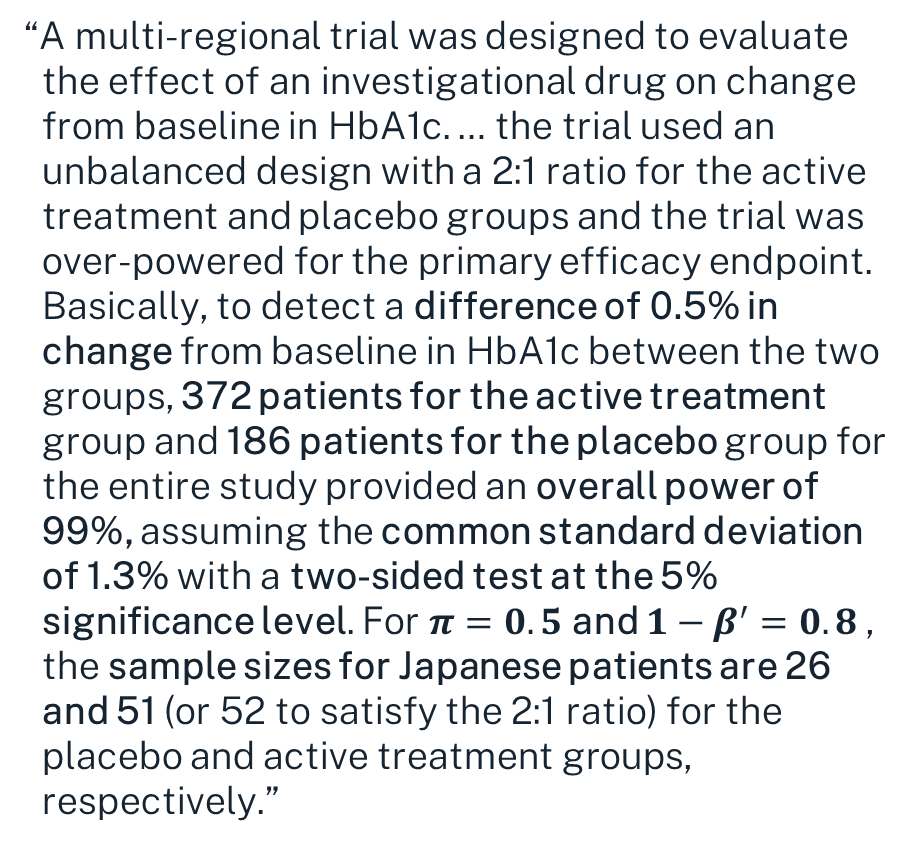 “A multi-regional trial was designed to evaluate
the effect of an investigational drug on change
from baseline in HbA1c. ... the trial used an
unbalanced design with a 2:1 ratio for the active
treatment and placebo groups and the trial was
over-powered for the primary efficacy endpoint.
Basically, to detect a difference of 0.5% in
change from baseline in HbA1c between the two
groups, 372 patients for the active treatment
group and 186 patients for the placebo group for
the entire study provided an overall power of
99%, assuming the common standard deviation
of 1.3% with a two-sided test at the 5%
significance level. For π = 0.5 and 1 − β′ = 0.8 ,
the sample sizes for Japanese patients are 26
and 51 (or 52 to satisfy the 2:1 ratio) for the
placebo and active treatment groups,
respectively.”